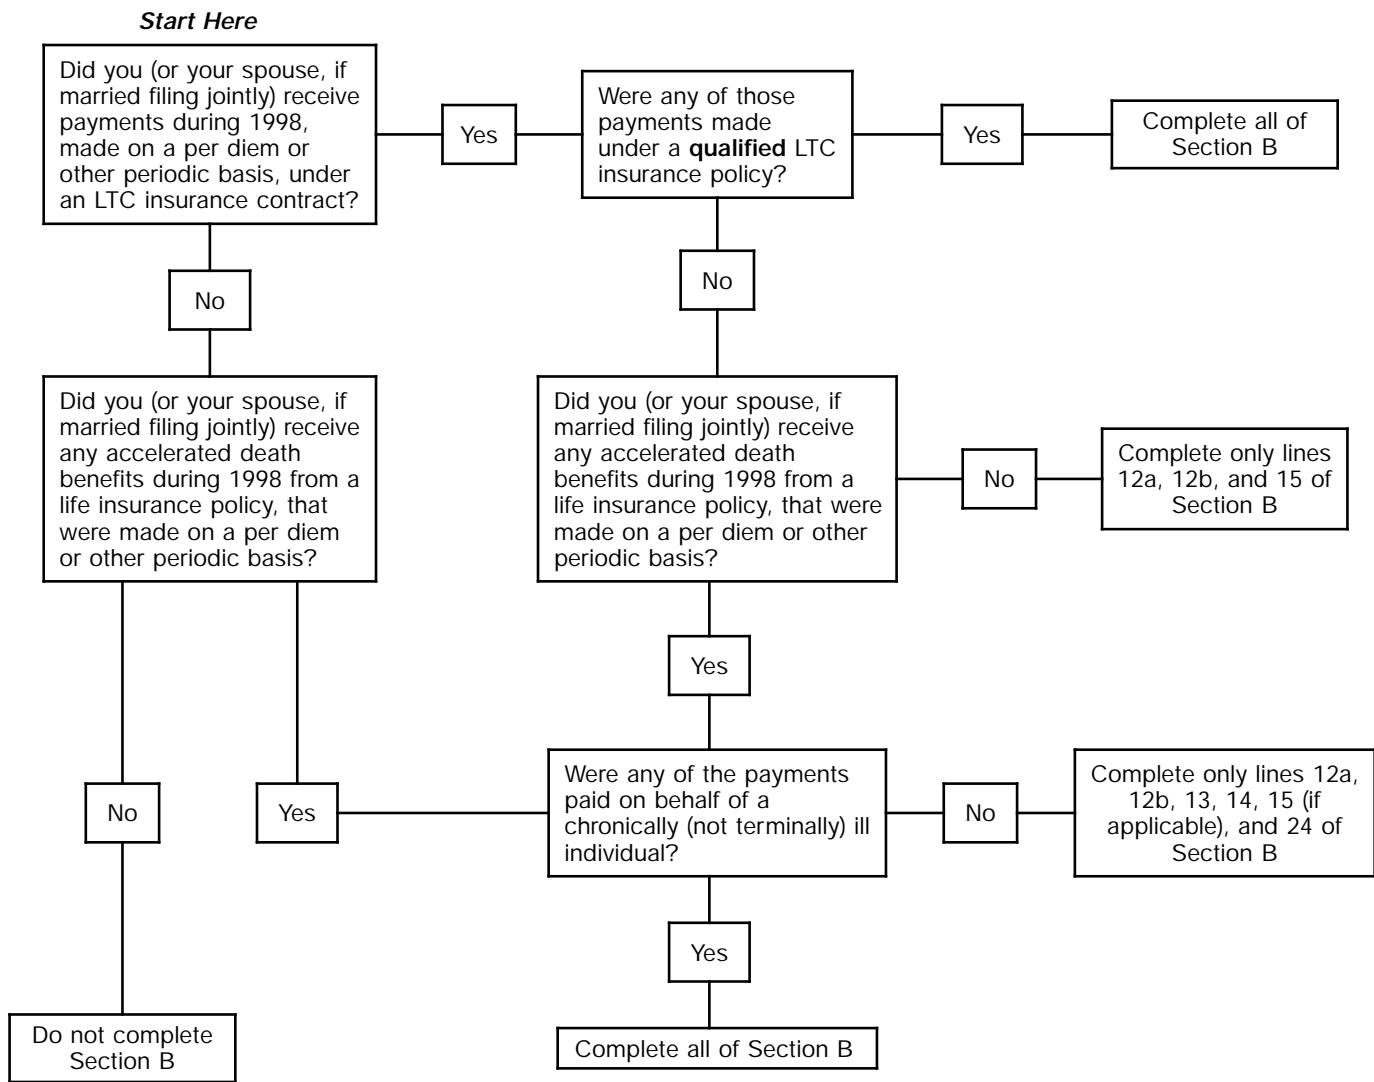 Start Here
Did you (or your spouse, if
married filing jointly) receive
payments during 1998,
made on a per diem or
other periodic basis, under
an LTC insurance contract?
Yes
Were any of those
payments made
under a qualified LTC
insurance policy?
Yes
Complete all of
Section B
No
No
Did you (or your spouse, if
married filing jointly) receive
any accelerated death
benefits during 1998 from a
life insurance policy, that
were made on a per diem
or other periodic basis?
Did you (or your spouse, if
married filing jointly) receive
any accelerated death
benefits during 1998 from a
life insurance policy, that were
made on a per diem or other
periodic basis?
No
Complete only lines
12a, 12b, and 15 of
Section B
Yes
No
Yes
Were any of the payments
paid on behalf of a
chronically (not terminally) ill
individual?
No
Complete only lines 12a,
12b, 13, 14, 15 (if
applicable), and 24 of
Section B
Yes
Do not complete
Section B
Complete all of Section B